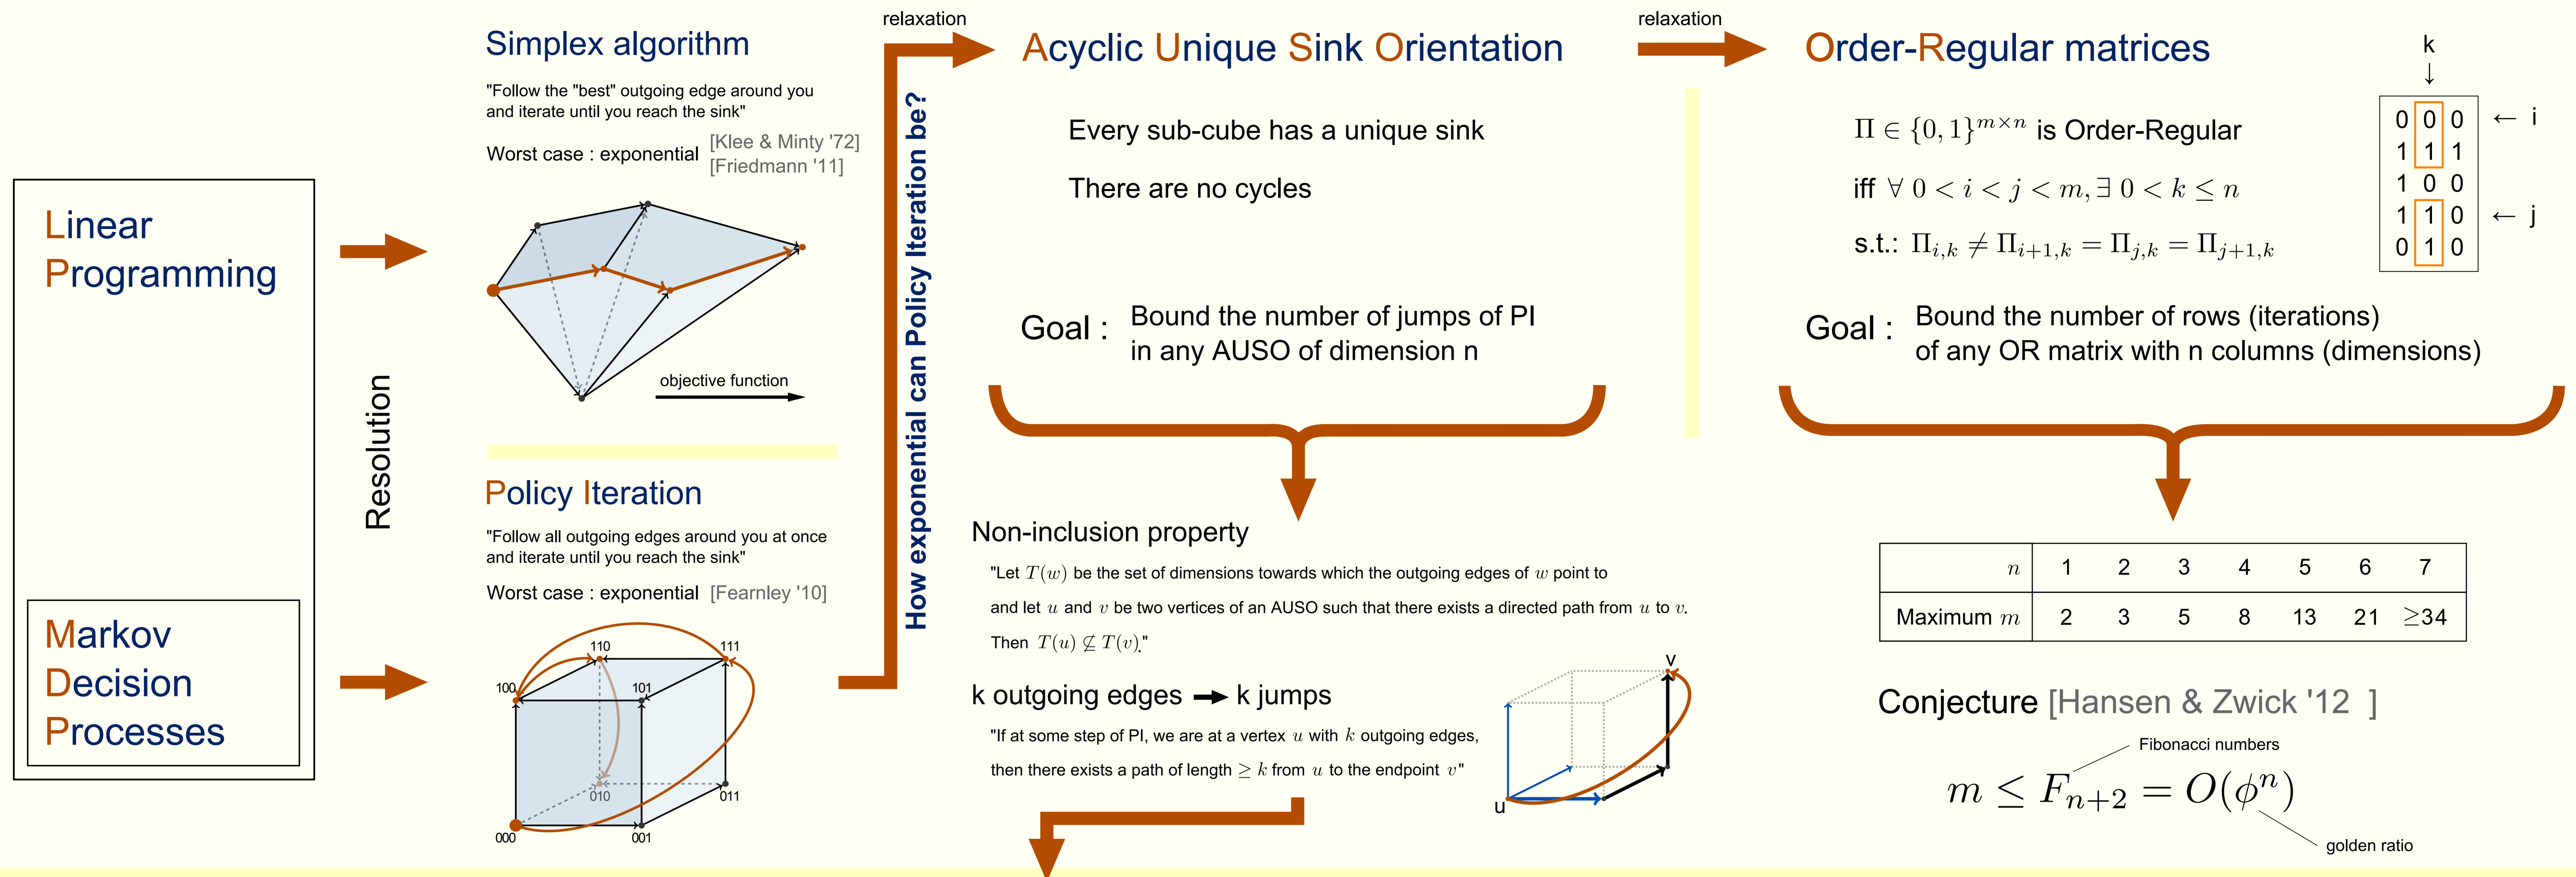 Linear
Programming
Markov
Decision
Processes
Resolution
Simplex algorithm
"Follow the "best" outgoing edge around you
and iterate until you reach the sink"
Worst case : exponential [Klee & Minty '72]
[Friedmann '11]
objective function
Policy Iteration
"Follow all outgoing edges around you at once
and iterate until you reach the sink"
Worst case : exponential [Fearnley '10]
110
111
100
101
010
011
000
001
How exponential can Policy Iteration be?
relaxation
Acyclic Unique Sink Orientation
Every sub-cube has a unique sink
There are no cycles
Goal : Bound the number of jumps of PI
in any AUSO of dimension n
Non-inclusion property
"Let T(w) be the set of dimensions towards which the outgoing edges of w point to
and let u and v be two vertices of an AUSO such that there exists a directed path from u to v.
Then T(u) ⊈ T(v)."
k outgoing edges ➡ k jumps
"If at some step of PI, we are at a vertex u with k outgoing edges,
then there exists a path of length ≥ k from u to the endpoint v"
v
u
relaxation
Order-Regular matrices
Π ∈ {0, 1}^{m×n} is Order-Regular
iff ∀ 0 < i < j < m, ∃ 0 < k ≤ n
s.t.: Π_{i,k} ≠ Π_{i+1,k} = Π_{j,k} = Π_{j+1,k}
k
↓
0 0 0 ← i
1 1 1
1 0 0
1 1 0 ← j
0 1 0
Goal : Bound the number of rows (iterations)
of any OR matrix with n columns (dimensions)
n 1 2 3 4 5 6 7
Maximum m 2 3 5 8 13 21 ≥34
Conjecture [Hansen & Zwick '12 ]
Fibonacci numbers
m ≤ F_{n+2} = O(ϕ^n)
golden ratio